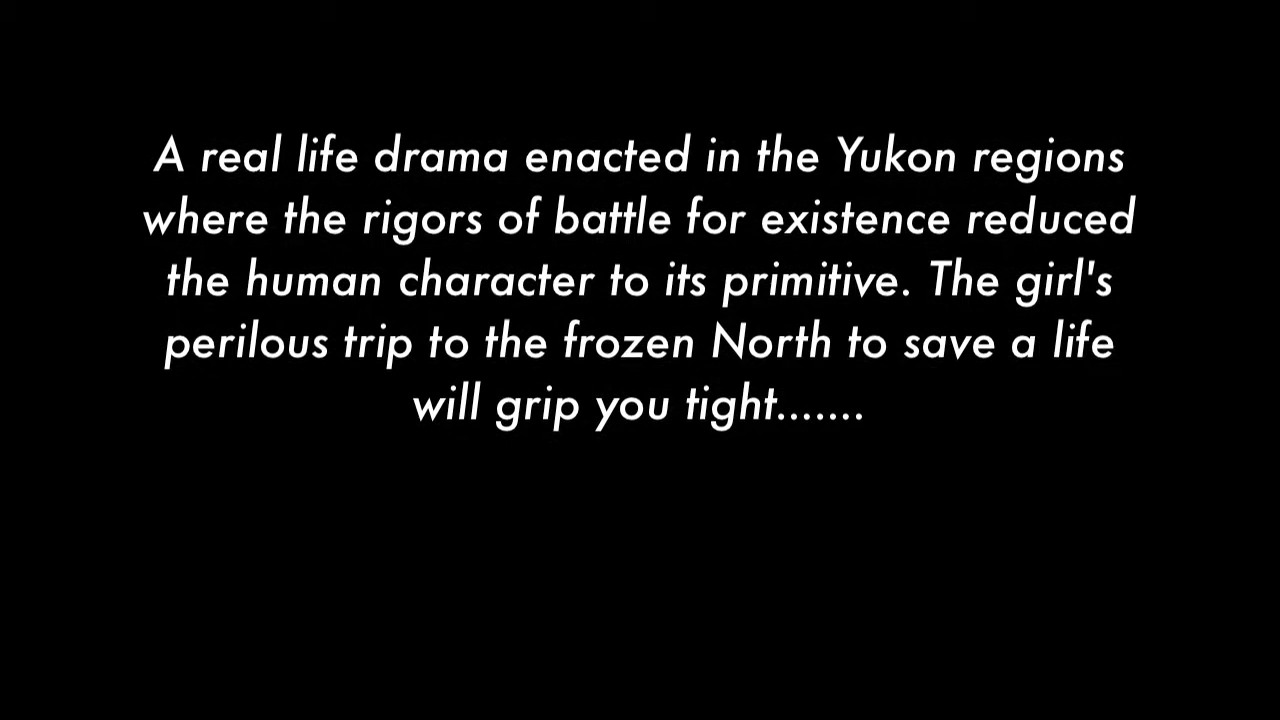 A real life drama enacted in the Yukon regions
where the rigors of battle for existence reduced
the human character to its primitive. The girl's
perilous trip to the frozen North to save a life
will grip you tight.......